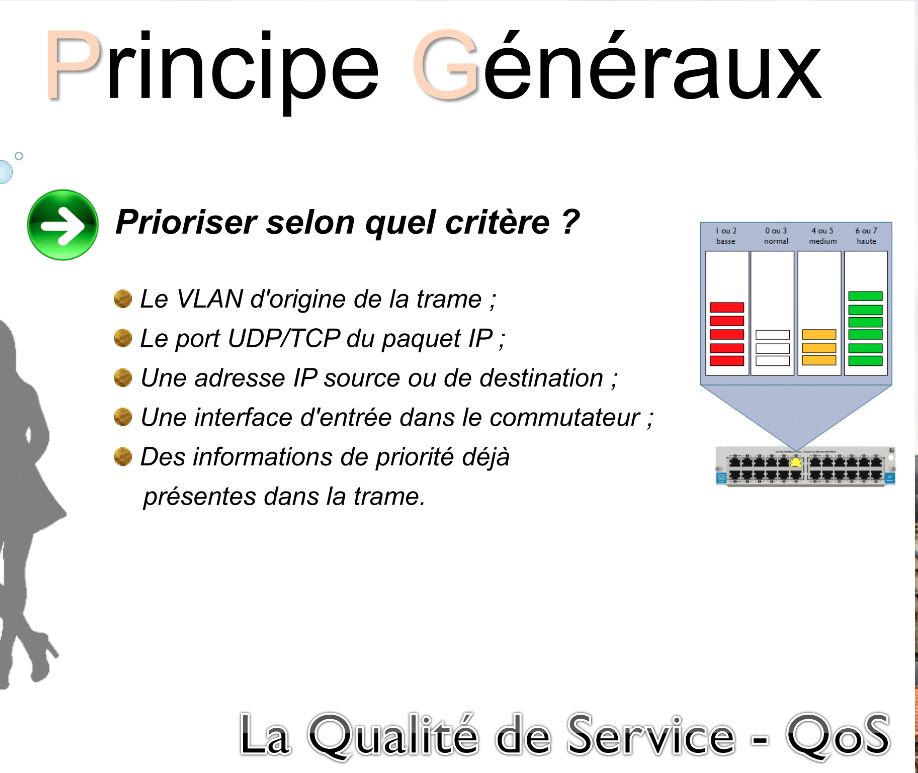 Principe Généraux
Prioriser selon quel critère ?
Le VLAN d'origine de la trame ;
Le port UDP/TCP du paquet IP ;
Une adresse IP source ou de destination ;
Une interface d'entrée dans le commutateur ;
Des informations de priorité déjà
présentes dans la trame.
1 ou 2 0 ou 3 4 ou 5 6 ou 7
basse normal medium haute
La Qualité de Service - QoS